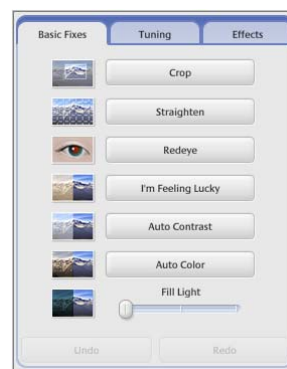 Basic Fixes Tuning Effects
Crop
Straighten
Redeye
I'm Feeling Lucky
Auto Contrast
Auto Color
Fill Light
Undo Redo